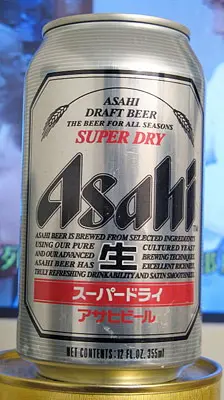 ASAHI
DRAFT BEER
THE BEER FOR ALL SEASONS
SUPER DRY
Asahi
ASAHI BEER IS BREWED FROM SELECTED INGREDIENTS
USING OUR PURE 生 CULTURED YEAST
AND OUR ADVANCED BREWING TECHNIQUES.
ASAHI BEER HAS EXCELLENT RICHNESS,
TRULY REFRESHING DRINKABILITY AND SATIN SMOOTHNESS.
スーパードライ
アサヒビール
NET CONTENTS: 12 FL. OZ. 355ml